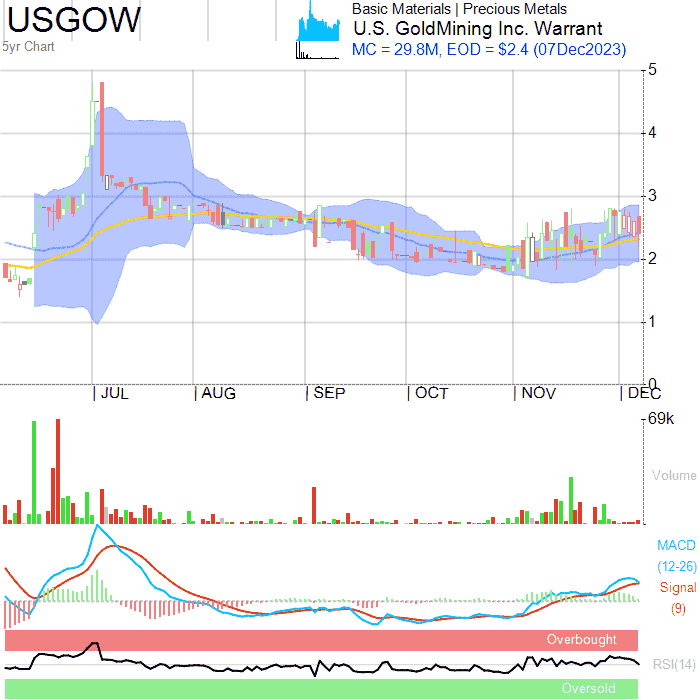 USGOW
5yr Chart
Basic Materials | Precious Metals
U.S. GoldMining Inc. Warrant
MC = 29.8M, EOD = $2.4 (07Dec2023)
5
4
3
2
1
0
JUL AUG SEP OCT NOV DEC
69k
Volume
MACD
(12-26)
Signal
(9)
Overbought
RSI(14)
Oversold